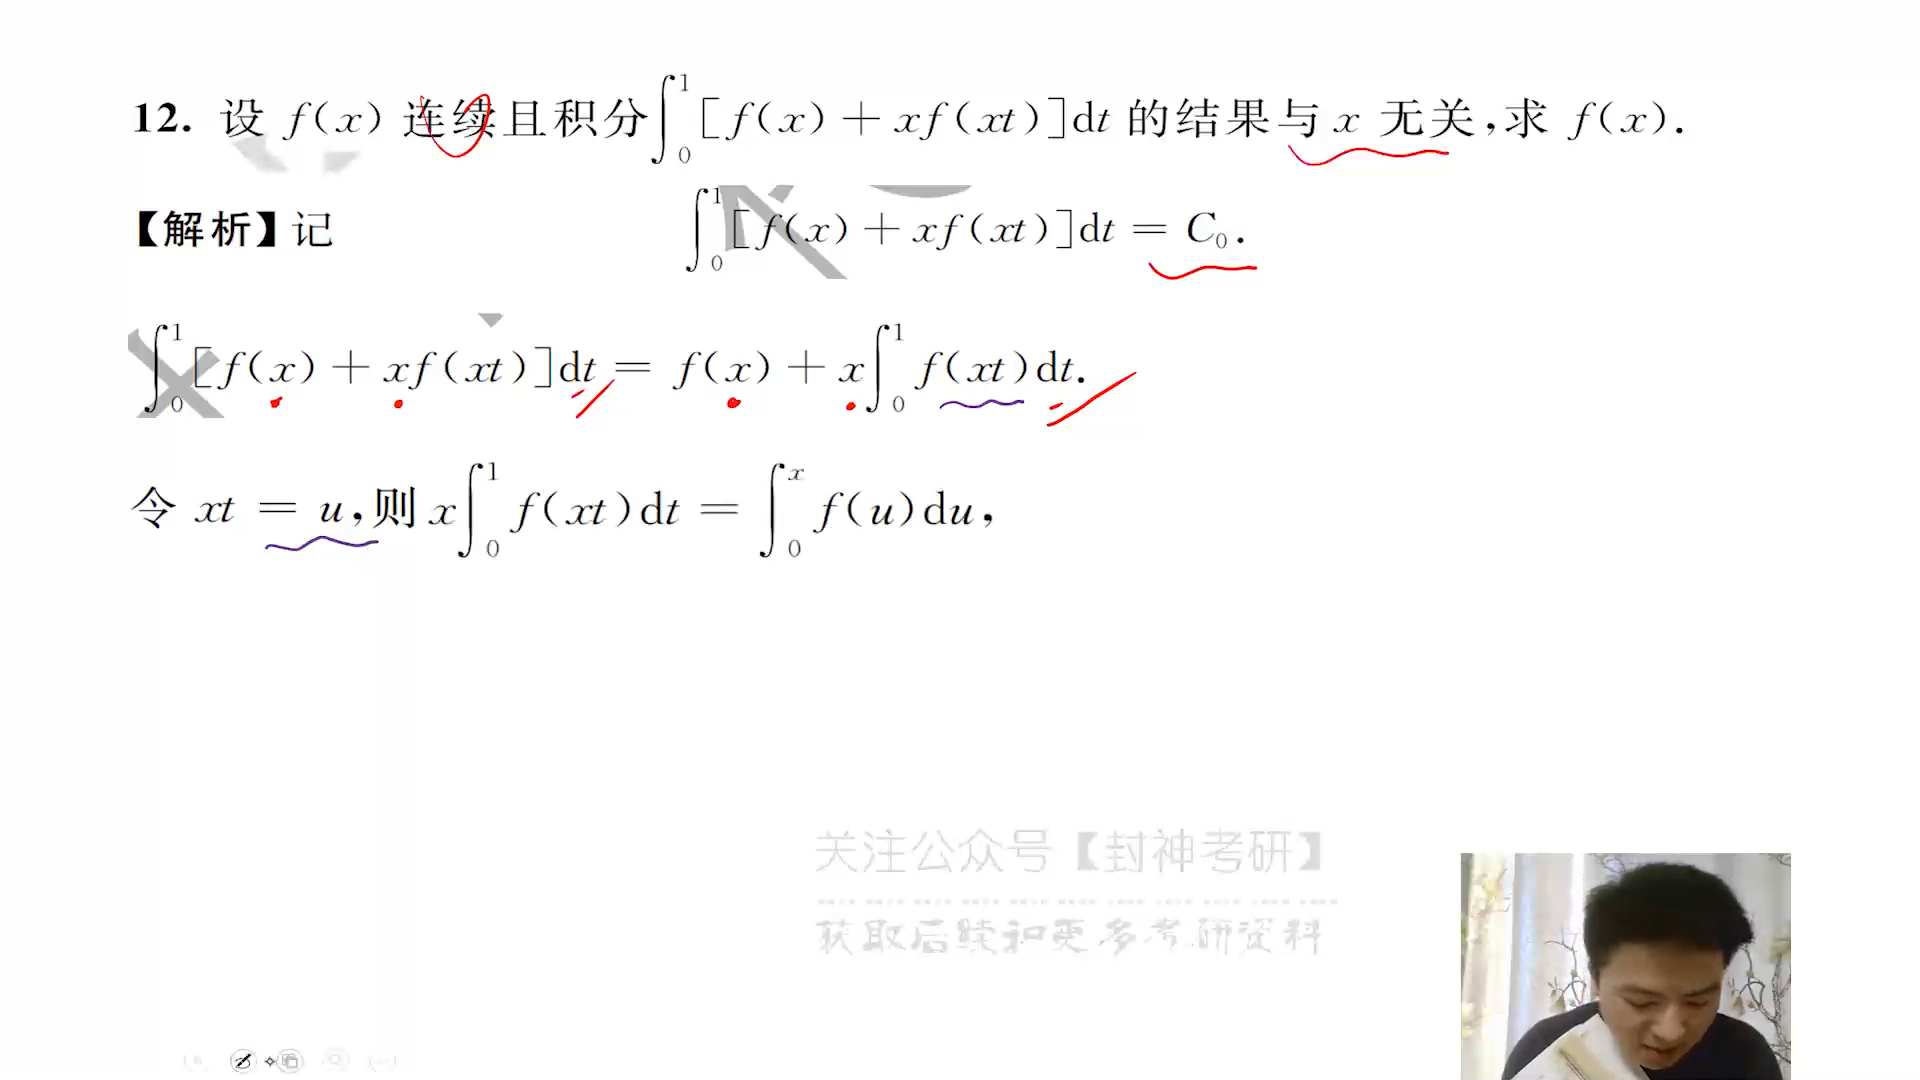 12. 设 f(x) 连续且积分∫₀¹[f(x) + xf(xt)]dt 的结果与 x 无关,求 f(x).
【解析】记 ∫₀¹[f(x) + xf(xt)]dt = C₀.
∫₀¹[f(x) + xf(xt)]dt = f(x) + x∫₀¹f(xt)dt.
令 xt = u,则 x∫₀¹f(xt)dt = ∫₀ˣf(u)du,
关注公众号【封神考研】
获取后续和更多考研资料